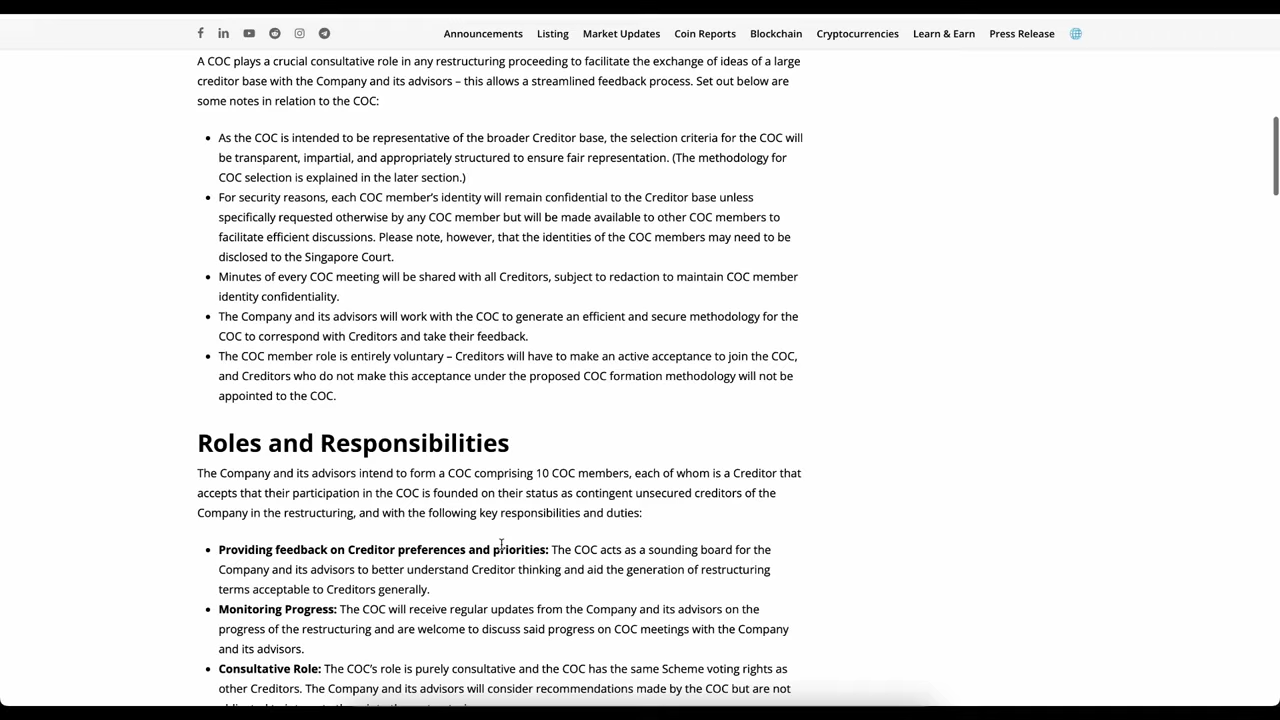 Announcements Listing Market Updates Coin Reports Blockchain Cryptocurrencies Learn & Earn Press Release
A COC plays a crucial consultative role in any restructuring proceeding to facilitate the exchange of ideas of a large
creditor base with the Company and its advisors – this allows a streamlined feedback process. Set out below are
some notes in relation to the COC:
• As the COC is intended to be representative of the broader Creditor base, the selection criteria for the COC will
be transparent, impartial, and appropriately structured to ensure fair representation. (The methodology for
COC selection is explained in the later section.)
• For security reasons, each COC member's identity will remain confidential to the Creditor base unless
specifically requested otherwise by any COC member but will be made available to other COC members to
facilitate efficient discussions. Please note, however, that the identities of the COC members may need to be
disclosed to the Singapore Court.
• Minutes of every COC meeting will be shared with all Creditors, subject to redaction to maintain COC member
identity confidentiality.
• The Company and its advisors will work with the COC to generate an efficient and secure methodology for the
COC to correspond with Creditors and take their feedback.
• The COC member role is entirely voluntary – Creditors will have to make an active acceptance to join the COC,
and Creditors who do not make this acceptance under the proposed COC formation methodology will not be
appointed to the COC.
Roles and Responsibilities
The Company and its advisors intend to form a COC comprising 10 COC members, each of whom is a Creditor that
accepts that their participation in the COC is founded on their status as contingent unsecured creditors of the
Company in the restructuring, and with the following key responsibilities and duties:
• Providing feedback on Creditor preferences and priorities: The COC acts as a sounding board for the
Company and its advisors to better understand Creditor thinking and aid the generation of restructuring
terms acceptable to Creditors generally.
• Monitoring Progress: The COC will receive regular updates from the Company and its advisors on the
progress of the restructuring and are welcome to discuss said progress on COC meetings with the Company
and its advisors.
• Consultative Role: The COC's role is purely consultative and the COC has the same Scheme voting rights as
other Creditors. The Company and its advisors will consider recommendations made by the COC but are not